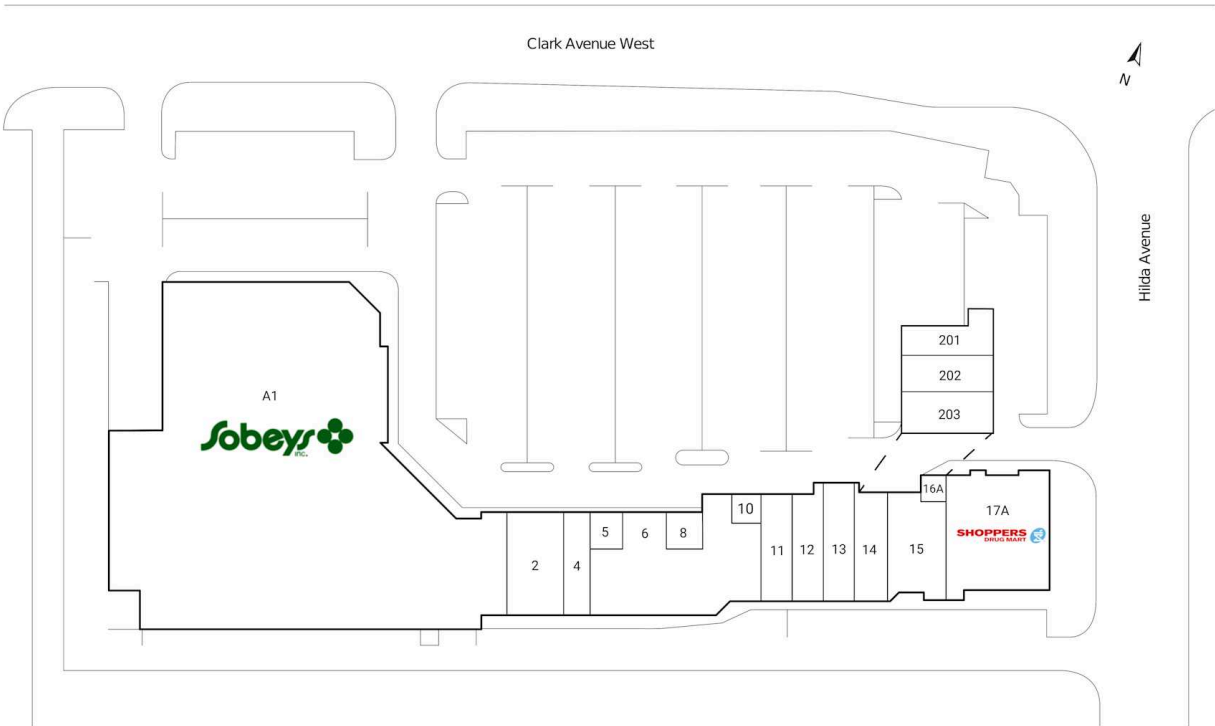 Clark Avenue West
N
Hilda Avenue
A1
Sobeys
inc.
201
202
203
2
4
5
6
8
10
11
12
13
14
15
16A
17A
SHOPPERS
DRUG MART